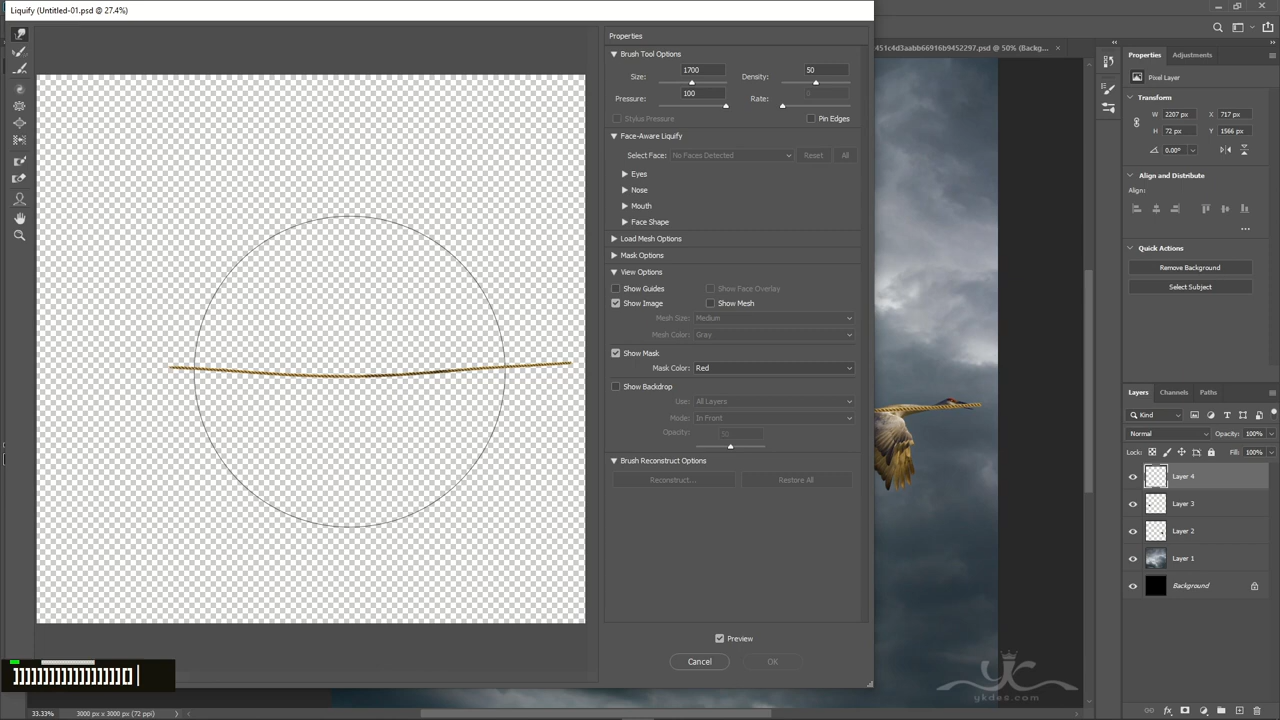 Liquify (Untitled-01.psd @ 27.4%)
451c4d3aabb66916b9452297.psd @ 50% (Backg...
Properties
Brush Tool Options
Size: 1700 Density: 50
Pressure: 100 Rate: 0
Stylus Pressure Pin Edges
Face-Aware Liquify
Select Face: No Faces Detected Reset All
Eyes
Nose
Mouth
Face Shape
Load Mesh Options
Mask Options
View Options
Show Guides Show Face Overlay
Show Image Show Mesh
Mesh Size: Medium
Mesh Color: Gray
Show Mask
Mask Color: Red
Show Backdrop
Use: All Layers
Mode: In Front
Opacity: 50
Brush Reconstruct Options
Reconstruct... Restore All
Preview
Cancel OK
Properties Adjustments
Pixel Layer
Transform
W 2207 px X 717 px
H 72 px Y 1566 px
0.00°
Align and Distribute
Align:
Quick Actions
Remove Background
Select Subject
Layers Channels Paths
Kind
Normal Opacity: 100%
Lock: Fill: 100%
Layer 4
Layer 3
Layer 2
Layer 1
Background
]]]]]]]]]]]]]]]]]O
yc
ykdes.com
33.33% 3000 px x 3000 px (72 ppi)